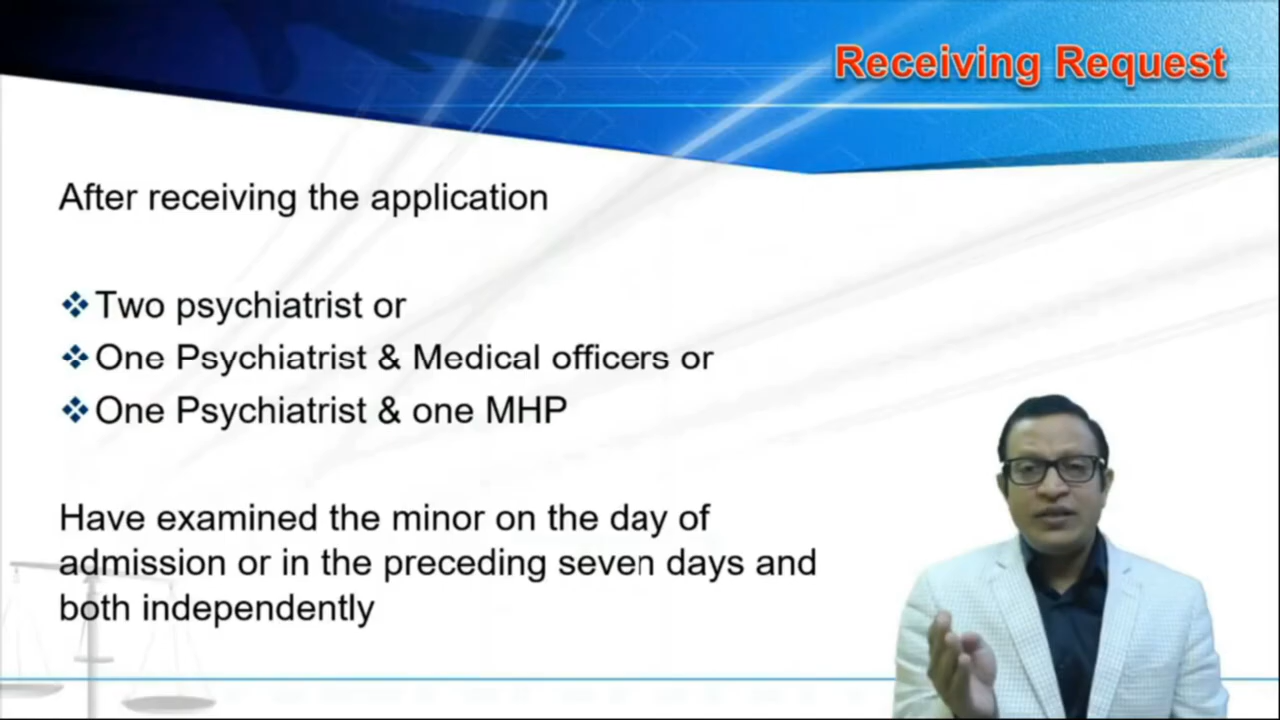 Receiving Request
After receiving the application
Two psychiatrist or
One Psychiatrist & Medical officers or
One Psychiatrist & one MHP
Have examined the minor on the day of
admission or in the preceding seven days and
both independently